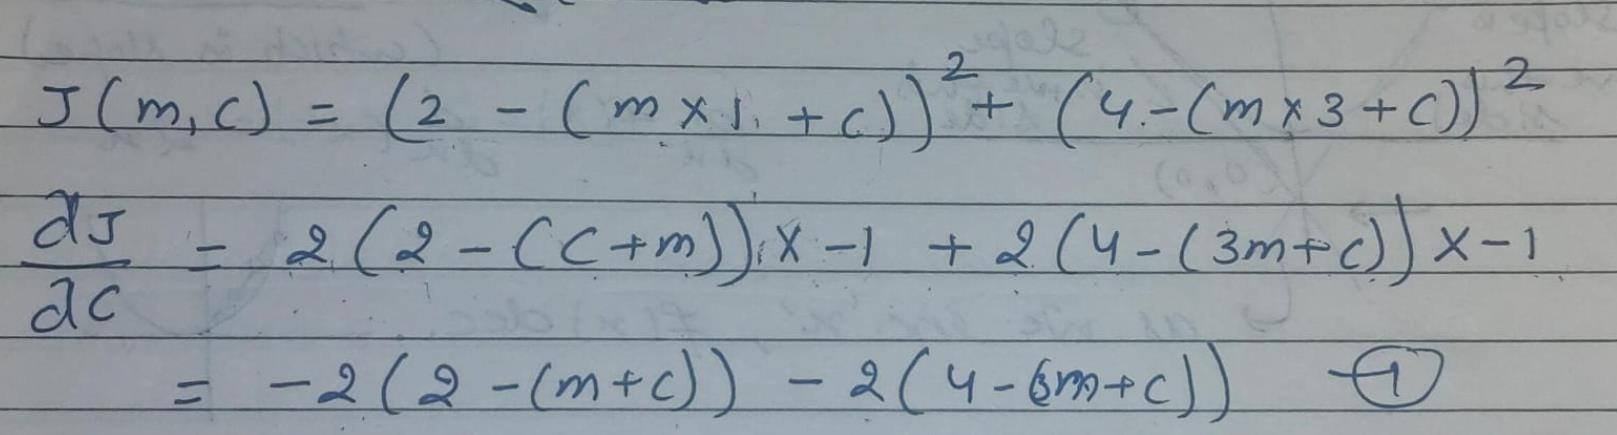 J(m,c) = (2 - (m×1 + c))² + (4 - (m×3 + c))²
dJ/dc = 2(2 - (c+m)) × -1 + 2(4 - (3m+c)) × -1
= -2(2 - (m+c)) - 2(4 - (3m+c)) ①